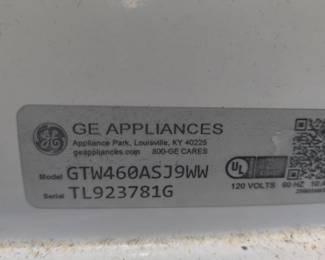 GE APPLIANCES
Appliance Park, Louisville, KY 40225
geappliances.com 800-GE CARES
Model GTW460ASJ9WW
Serial TL923781G
UL
120 VOLTS 60 HZ